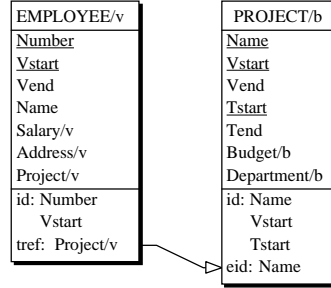 EMPLOYEE/v
Number
Vstart
Vend
Name
Salary/v
Address/v
Project/v
id: Number
Vstart
tref: Project/v
PROJECT/b
Name
Vstart
Vend
Tstart
Tend
Budget/b
Department/b
id: Name
Vstart
Tstart
eid: Name